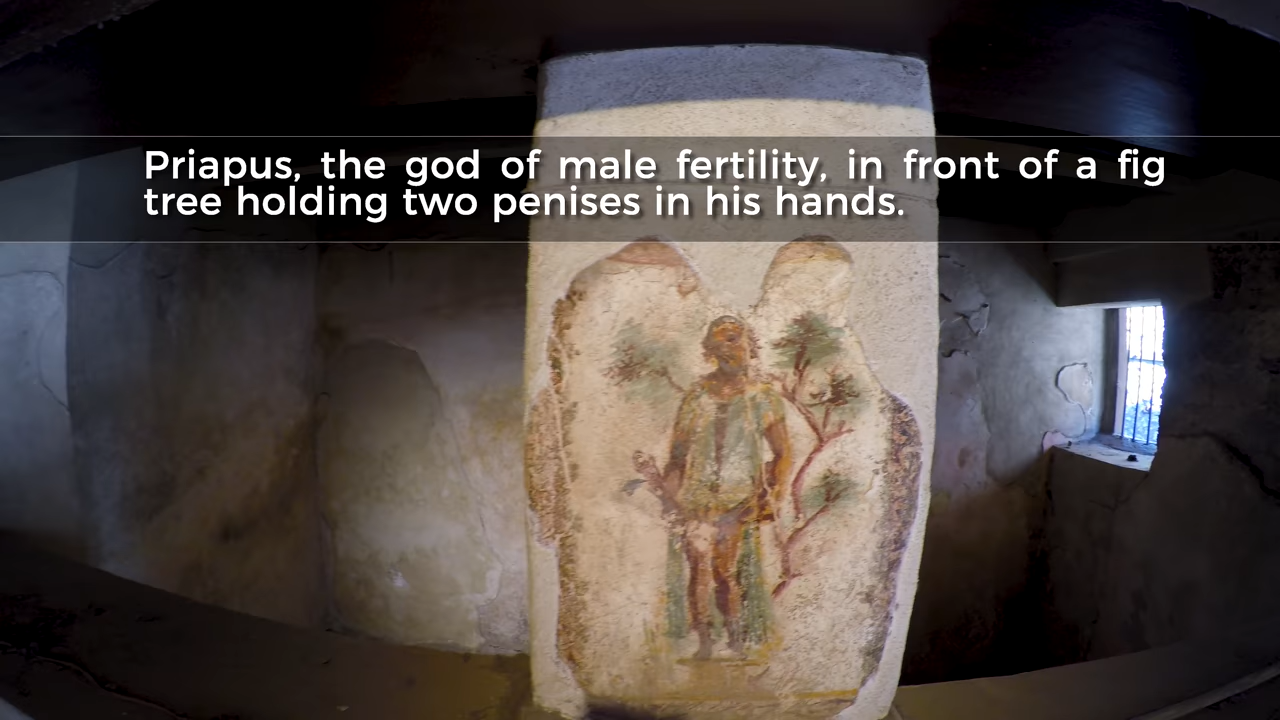 Priapus, the god of male fertility, in front of a fig
tree holding two penises in his hands.